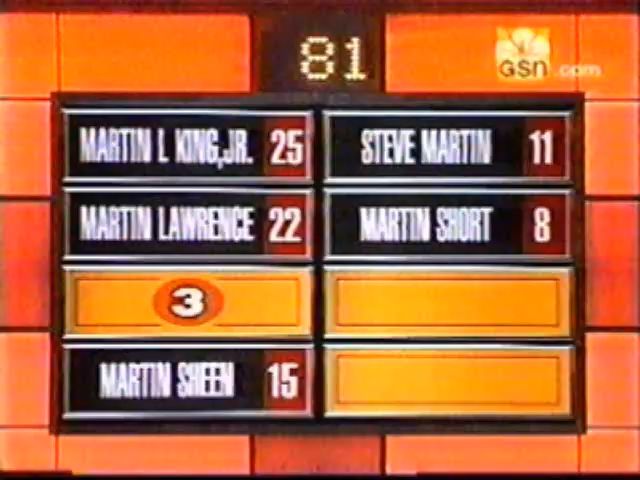 81
GSN.com
MARTIN L KING,JR. 25
STEVE MARTIN 11
MARTIN LAWRENCE 22
MARTIN SHORT 8
3
MARTIN SHEEN 15